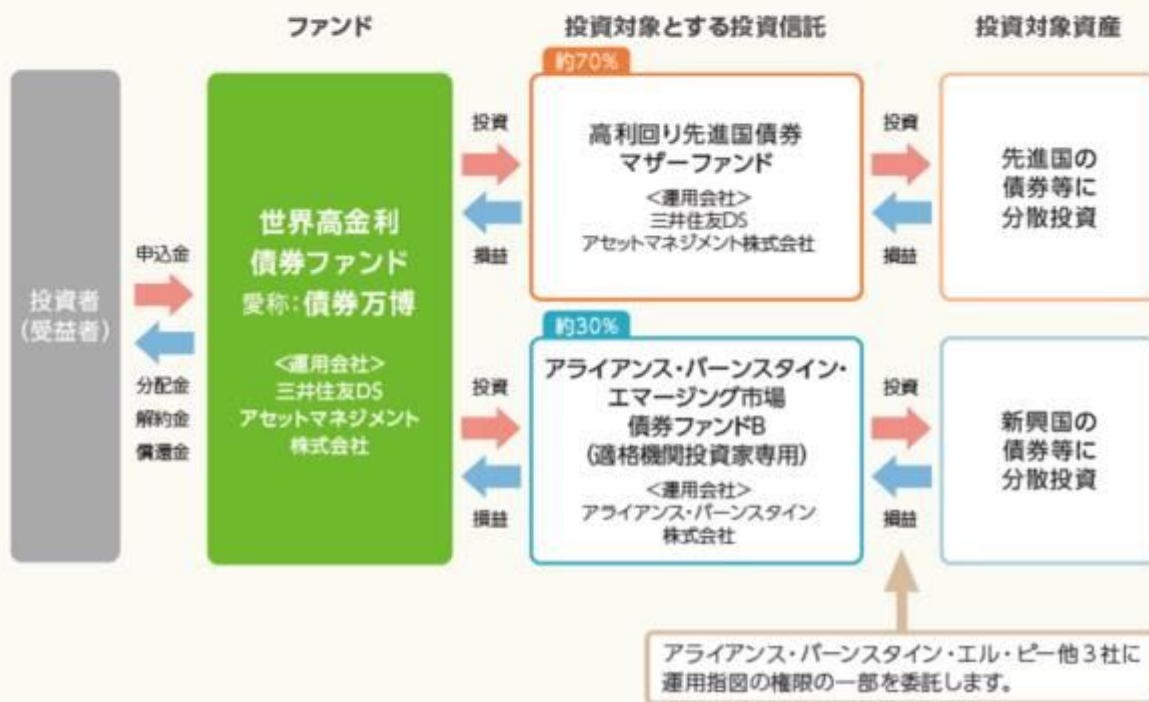 ファンド
投資対象とする投資信託
投資対象資産
投資者
(受益者)
申込金
分配金
解約金
償還金
世界高金利
債券ファンド
愛称:債券万博
<運用会社>
三井住友DS
アセットマネジメント
株式会社
投資
損益
約70%
高利回り先進国債券
マザーファンド
<運用会社>
三井住友DS
アセットマネジメント株式会社
投資
損益
先進国の
債券等に
分散投資
投資
損益
約30%
アライアンス・バーンスタイン・
エマージング市場
債券ファンドB
(適格機関投資家専用)
<運用会社>
アライアンス・バーンスタイン
株式会社
投資
損益
新興国の
債券等に
分散投資
アライアンス・バーンスタイン・エル・ピー他3社に
運用指図の権限の一部を委託します。